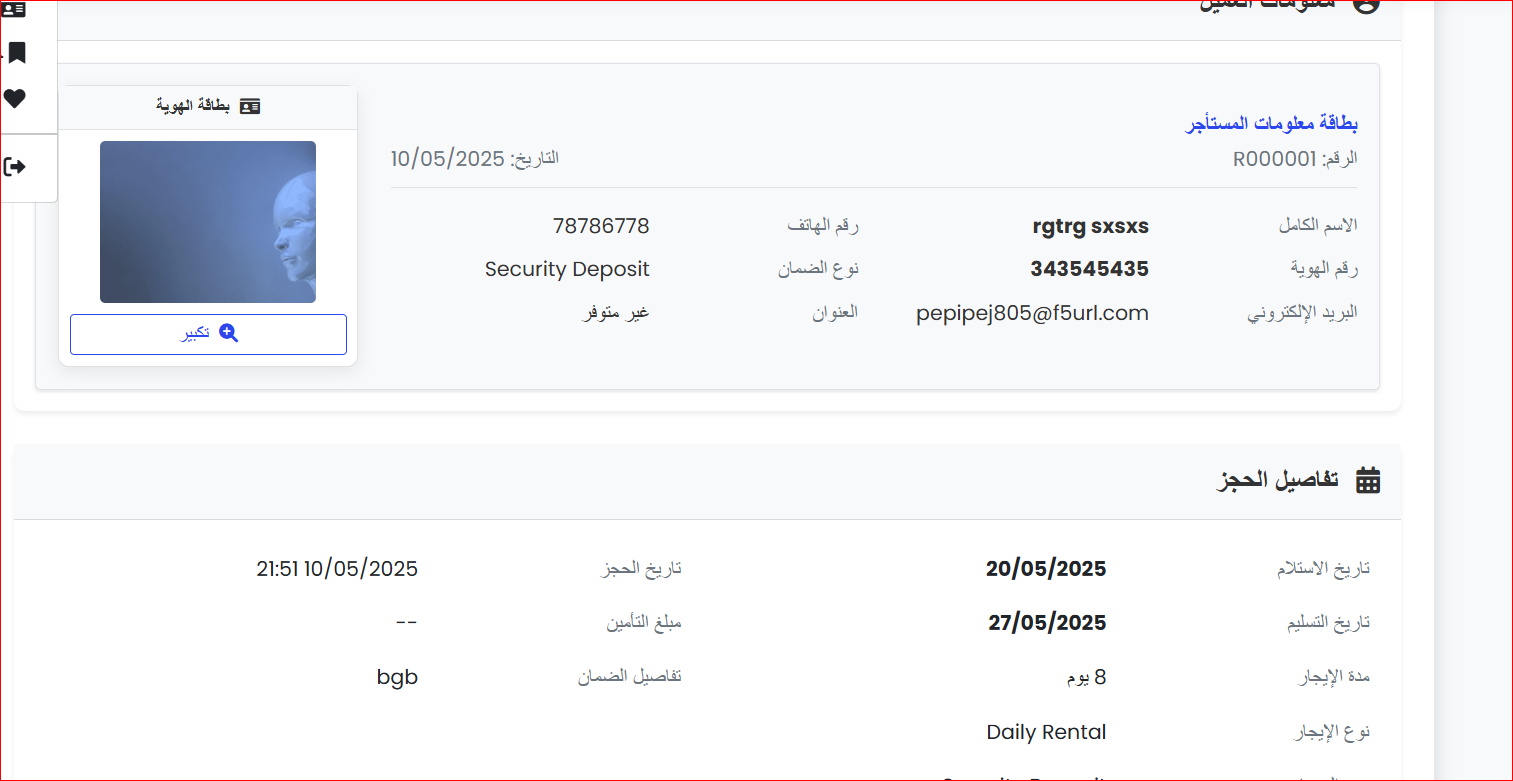 معلومات العميل
بطاقة معلومات المستأجر
الرقم: R000001
التاريخ: 10/05/2025
الاسم الكامل rgtrg sxsxs
رقم الهاتف 78786778
رقم الهوية 343545435
نوع الضمان Security Deposit
البريد الإلكتروني pepipej805@f5url.com
العنوان غير متوفر
بطاقة الهوية
تكبير
تفاصيل الحجز
تاريخ الاستلام 20/05/2025
تاريخ الحجز 10/05/2025 21:51
تاريخ التسليم 27/05/2025
مبلغ التأمين --
مدة الإيجار 8 يوم
تفاصيل الضمان bgb
نوع الإيجار Daily Rental